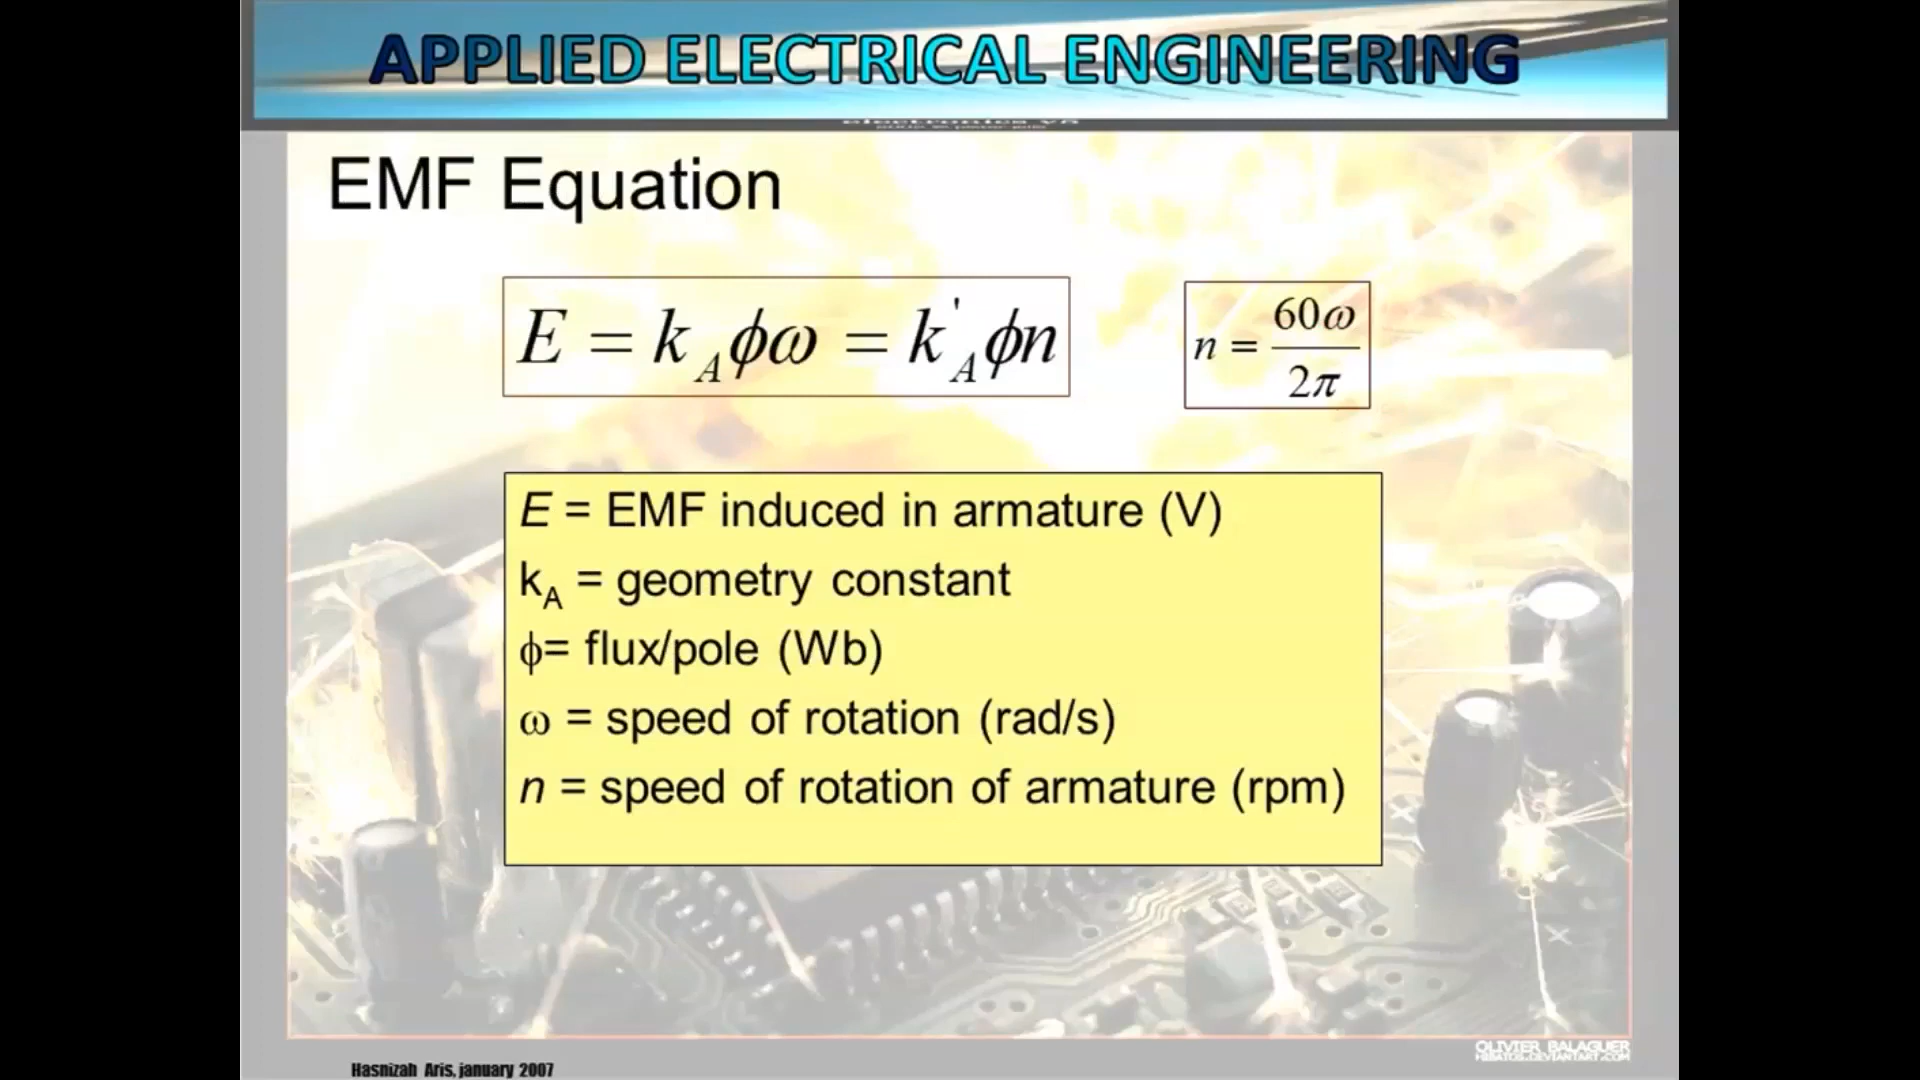 APPLIED ELECTRICAL ENGINEERING
EMF Equation
E = k_A ϕω = k'_A ϕn
n = 60ω / 2π
E = EMF induced in armature (V)
k_A = geometry constant
ϕ= flux/pole (Wb)
ω = speed of rotation (rad/s)
n = speed of rotation of armature (rpm)
OLIVIER BALAGUER
Hasnizah Aris, january 2007